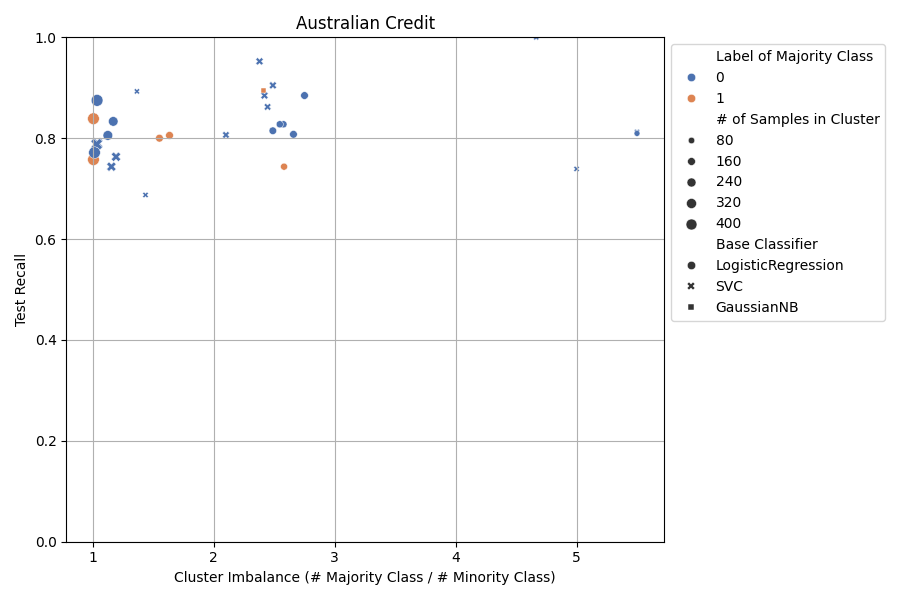 Australian Credit
1.0
0.8
0.6
0.4
0.2
0.0
Test Recall
1
2
3
4
5
Cluster Imbalance (# Majority Class / # Minority Class)
Label of Majority Class
0
1
# of Samples in Cluster
80
160
240
320
400
Base Classifier
LogisticRegression
SVC
GaussianNB